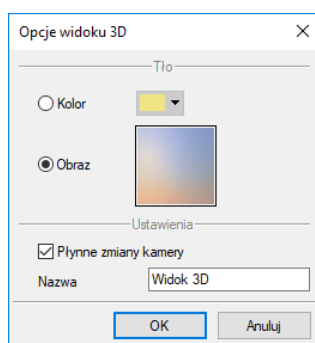 Opcje widoku 3D
Tło
Kolor
Obraz
Ustawienia
Płynne zmiany kamery
Nazwa Widok 3D
OK Anuluj